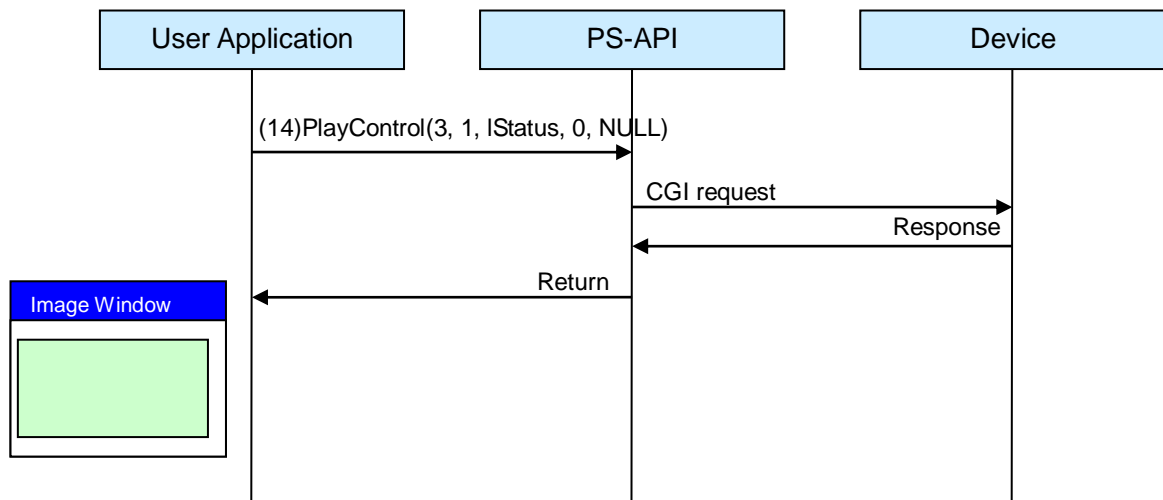 User Application
PS-API
Device
(14)PlayControl(3, 1, lStatus, 0, NULL)
CGI request
Response
Return
Image Window